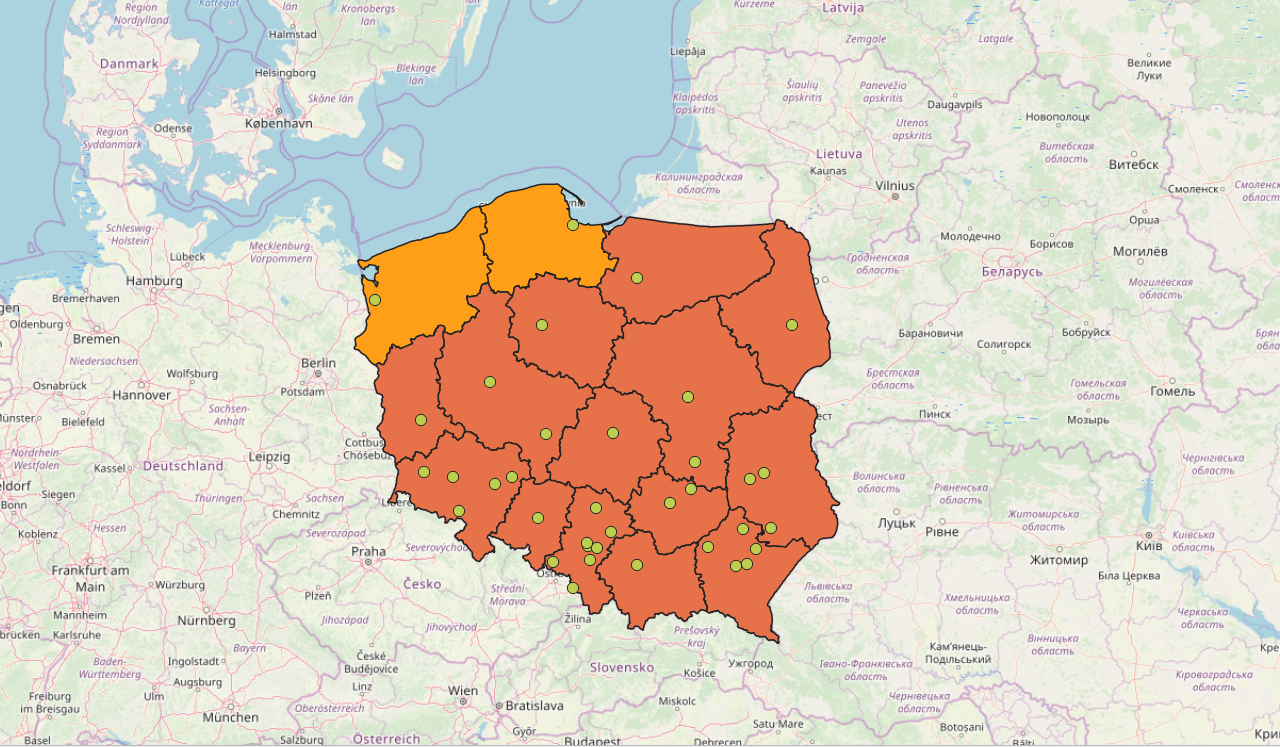 Region
Nordjylland
Kattegat
Hallands
län
Kronobergs
län
Kurzeme
Latvija
Halmstad
Liepāja
Zemgale
Latgale
Danmark
Helsingborg
Blekinge
län
Великие
Луки
Skåne län
Klaipėdos
apskritis
Šiaulių
apskritis
Panevėžio
apskritis
Daugavpils
Новополоцк
København
Odense
Region
Syddanmark
Utenos
apskritis
Lietuva
Kaunas
Витебская
область
Витебск
Калининградская
область
Vilnius
Смоленск
Смоленская
область
Орша
Schleswig-
Holstein
Mecklenburg-
Vorpommern
Молодечно
Борисов
Могилёв
Lübeck
Гродненская
область
Беларусь
Hamburg
Могилёвская
область
Bremerhaven
Oldenburg
Bremen
Барановичи
Бобруйск
Солигорск
Niedersachsen
Berlin
Wolfsburg
Брестская
область
Гомельская
область
Гомель
Osnabrück
Hannover
Potsdam
Münster
Bielefeld
Sachsen-
Anhalt
Пинск
Мозырь
Cottbus
Chóśebuz
Nordrhein-
Westfalen
Kassel
Deutschland
Leipzig
Чернігівська
область
Волинська
область
Рівненська
область
Siegen
Bonn
Thüringen
Sachsen
Chemnitz
Житомирська
область
Луцьк
Рівне
Koblenz
Hessen
Severozápad
Severovýchod
Київ
Київська
область
Praha
Житомир
Frankfurt am
Main
Würzburg
Česko
Střední
Morava
Біла Церква
Львівська
область
Plzeň
Хмельницька
область
Mannheim
Karlsruhe
Nürnberg
Jihozápad
Jihovýchod
Žilina
Черкаська
область
Saarbrücken
Prešovský
kraj
Вінницька
область
Bayern
Кам'янець-
Подільський
České
Budějovice
Ingolstadt
Baden-
Württemberg
Slovensko
Košice
Ужгород
Івано-Франківська
область
Кіровоградська
область
Augsburg
Ulm
Linz
Wien
Freiburg
im Breisgau
Oberösterreich
Bratislava
Miskolc
Чернівецька
область
München
Satu Mare
Botoșani
Basel
Salzburg
Österreich
Győr
Budapest
Debrecen
Bălți